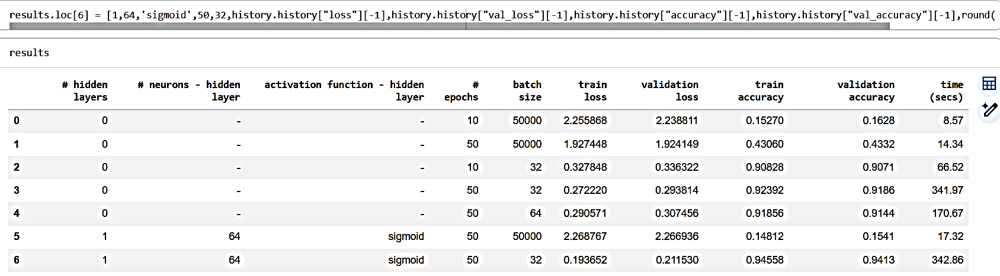 results.loc[6] = [1,64,'sigmoid',50,32,history.history["loss"][-1],history.history["val_loss"][-1],history.history["accuracy"][-1],history.history["val_accuracy"][-1],round(
results
# hidden layers # neurons - hidden layer activation function - hidden layer # epochs batch size train loss validation loss train accuracy validation accuracy time (secs)
0 0 - - 10 50000 2.255868 2.238811 0.15270 0.1628 8.57
1 0 - - 50 50000 1.927448 1.924149 0.43060 0.4332 14.34
2 0 - - 10 32 0.327848 0.336322 0.90828 0.9071 66.52
3 0 - - 50 32 0.272220 0.293814 0.92392 0.9186 341.97
4 0 - - 50 64 0.290571 0.307456 0.91856 0.9144 170.67
5 1 64 sigmoid 50 50000 2.268767 2.266936 0.14812 0.1541 17.32
6 1 64 sigmoid 50 32 0.193652 0.211530 0.94558 0.9413 342.86